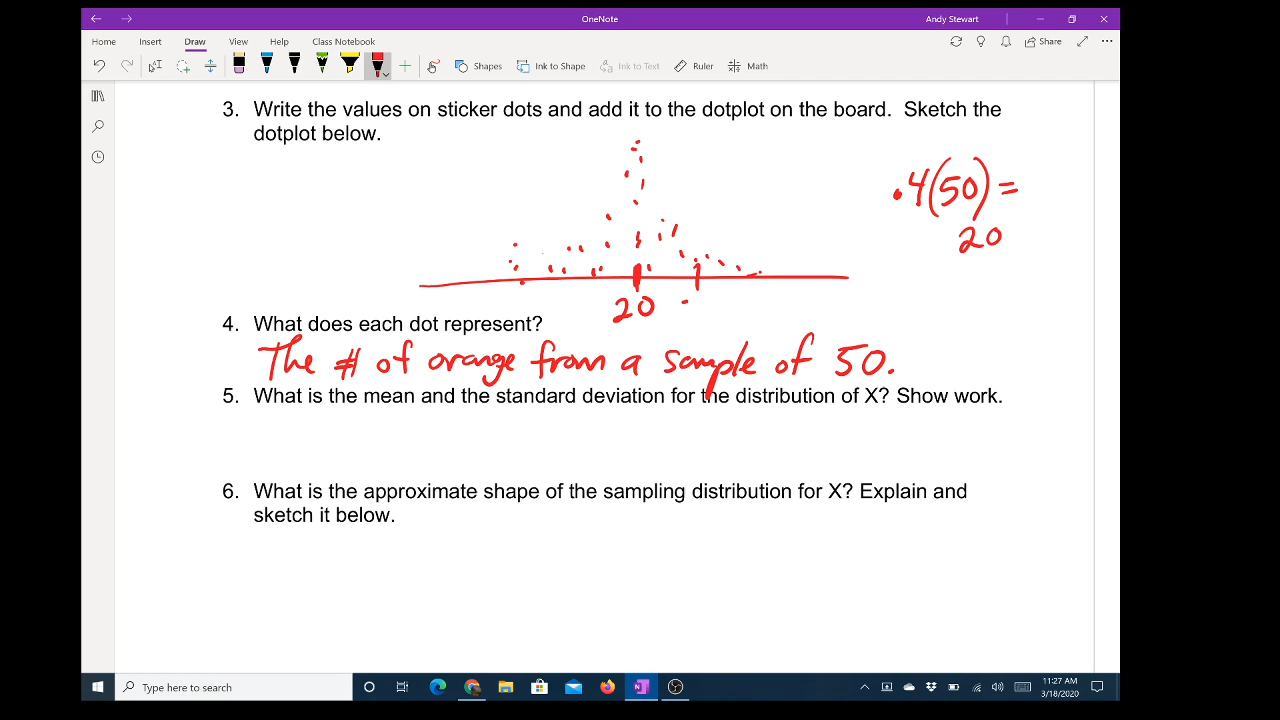 OneNote
Andy Stewart
Home Insert Draw View Help Class Notebook
Share
Shapes Ink to Shape Ink to Text Ruler Math
3. Write the values on sticker dots and add it to the dotplot on the board. Sketch the
dotplot below.
.4(50) =
20
20
4. What does each dot represent?
The # of orange from a sample of 50.
5. What is the mean and the standard deviation for the distribution of X? Show work.
6. What is the approximate shape of the sampling distribution for X? Explain and
sketch it below.
Type here to search
11:27 AM
3/18/2020